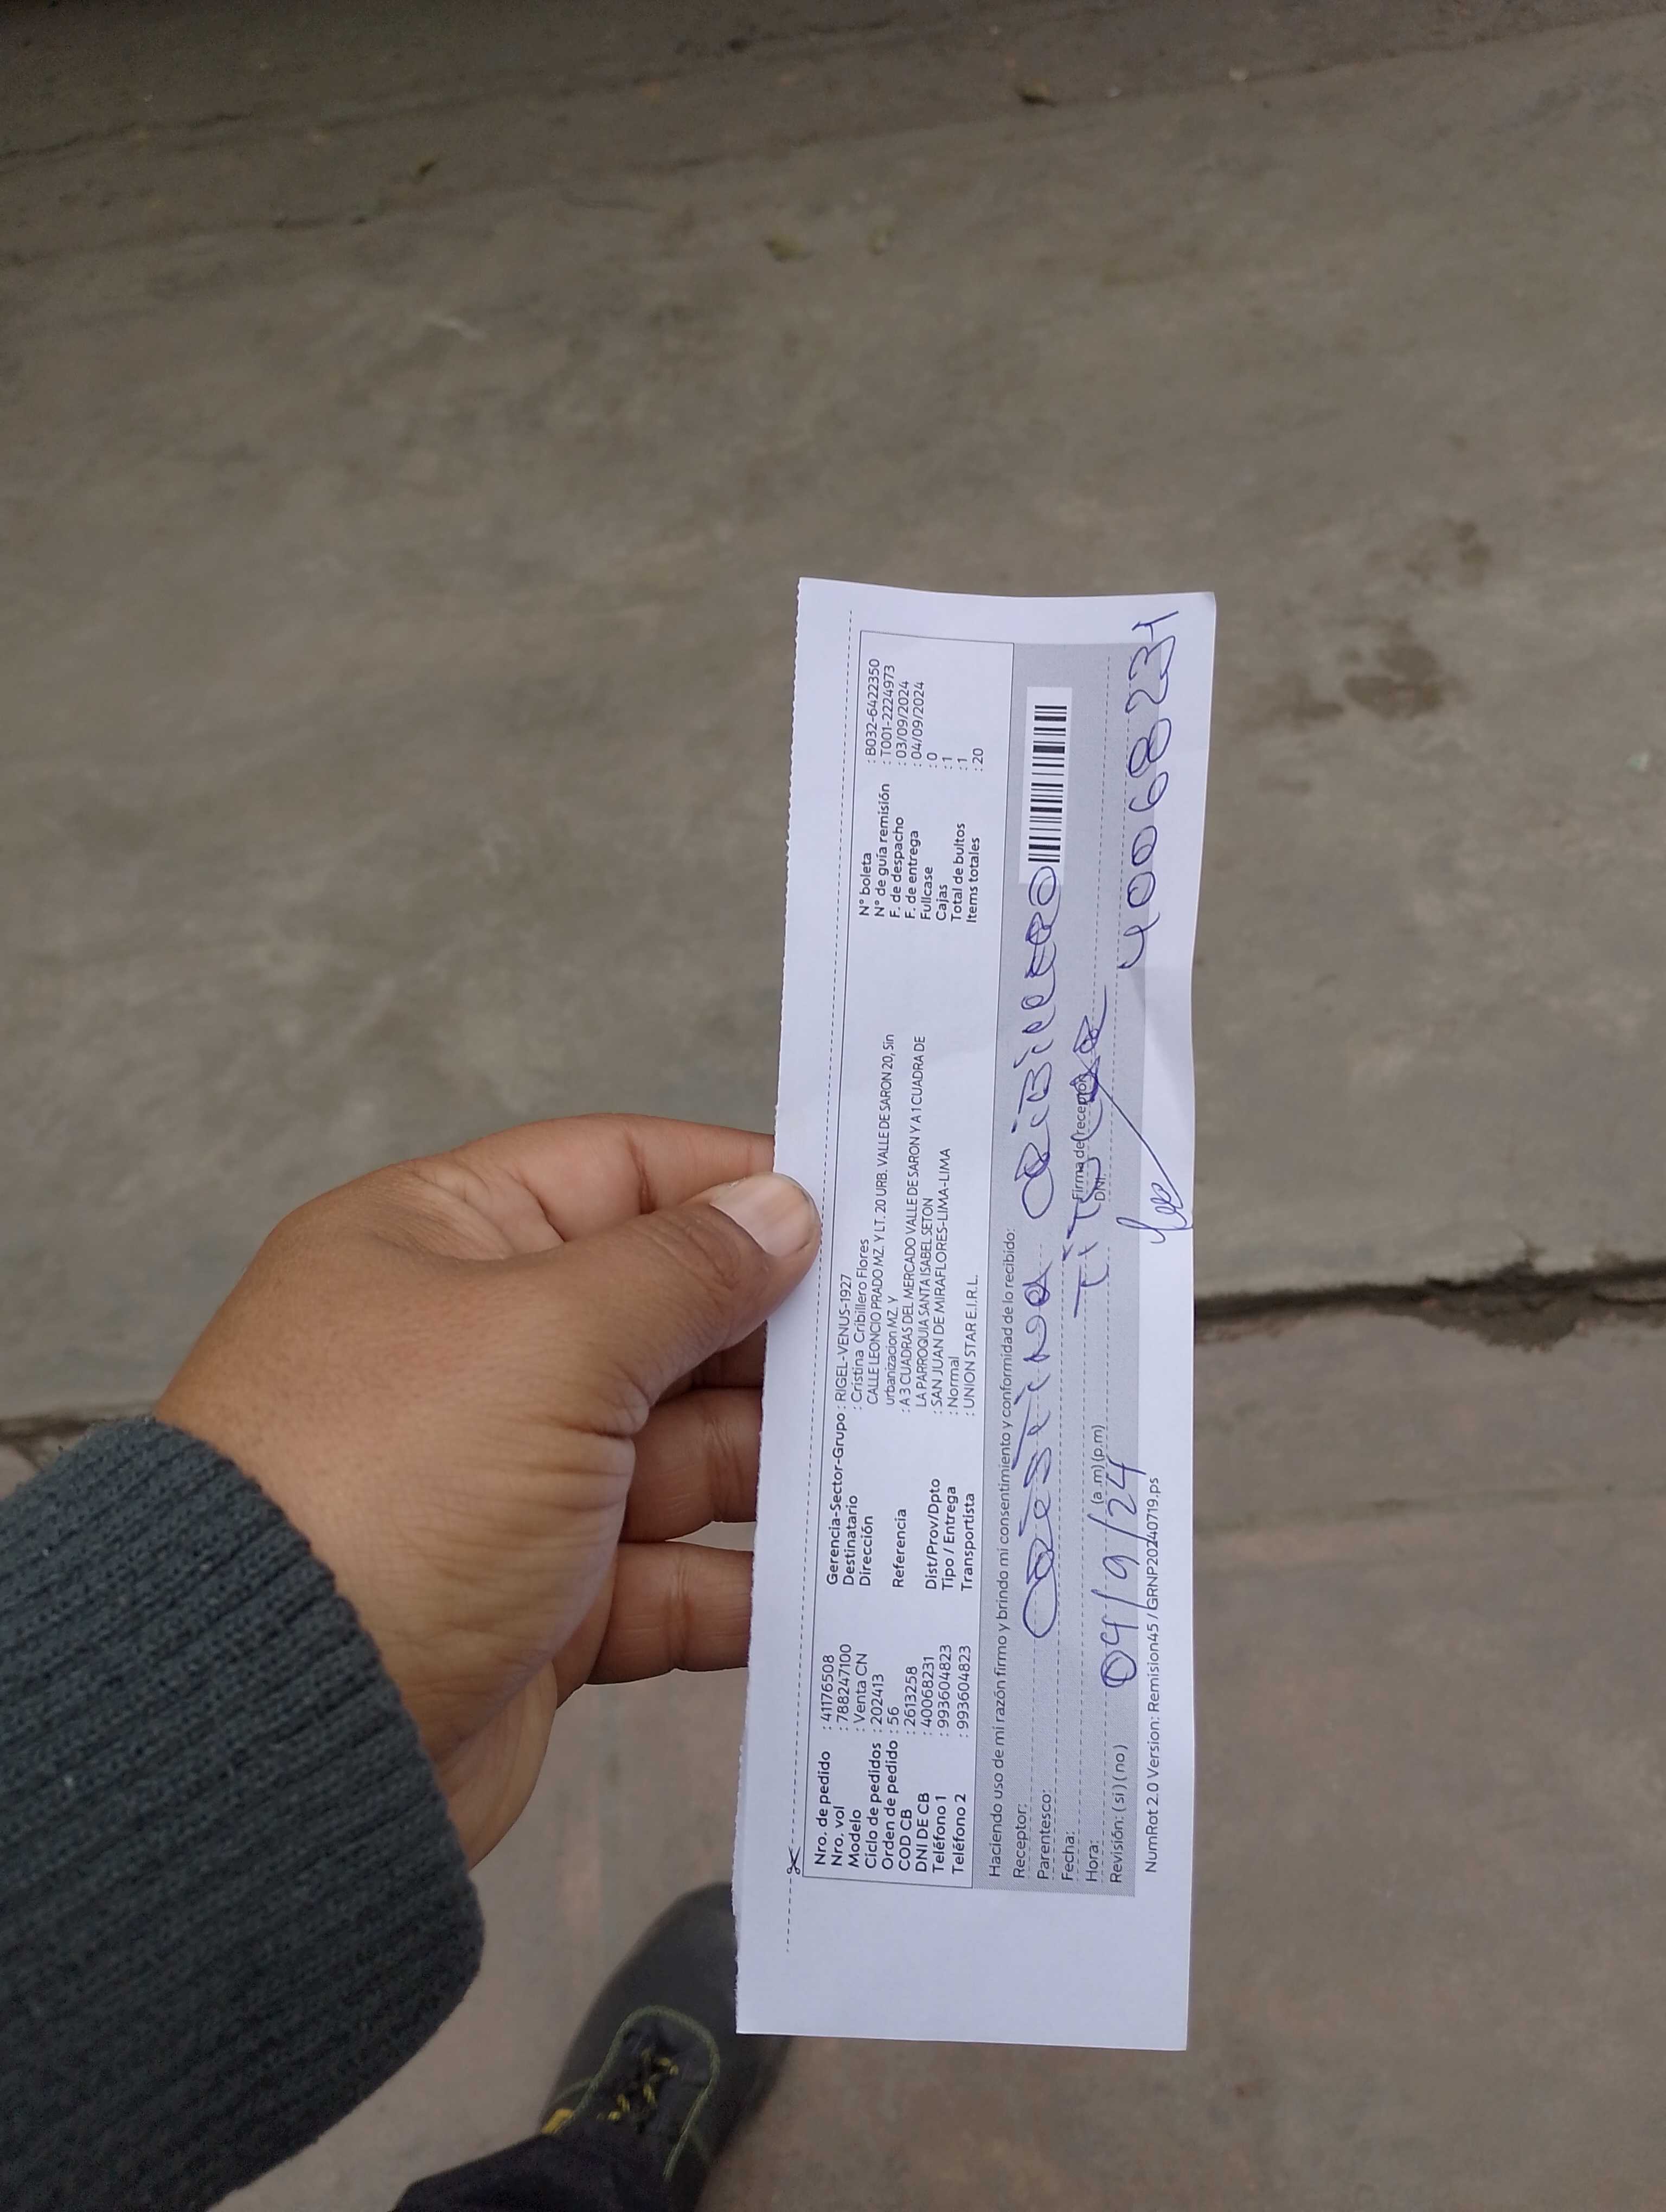 Nro. de pedido : 41176508
Nro. vol : 788247100
Modelo : Venta CN
Ciclo de pedidos : 202413
Orden de pedido : 56
COD CB : 2613258
DNI DE CB : 40068231
Teléfono 1 : 993604823
Teléfono 2 : 993604823
Gerencia-Sector-Grupo : RIGEL-VENUS-1927
Destinatario : Cristina Cribillero Flores
Dirección CALLE LEONCIO PRADO MZ. Y LT. 20 URB. VALLE DE SARON 20, Sin
urbanizacion MZ. Y
Referencia : A 3 CUADRAS DEL MERCADO VALLE DE SARON Y A 1 CUADRA DE
LA PARROQUIA SANTA ISABEL SETON
Dist/Prov/Dpto : SAN JUAN DE MIRAFLORES-LIMA-LIMA
Tipo / Entrega : Normal
Transportista : UNION STAR E.I.R.L.
N° boleta : B032-6422350
N° de guía remisión : T001-2224973
F. de despacho : 03/09/2024
F. de entrega : 04/09/2024
Fullcase : 0
Cajas : 1
Total de bultos : 1
Items totales : 20
Haciendo uso de mi razón firmo y brindo mi consentimiento y conformidad de lo recibido:
Receptor: CRISTINA CRIBILLERO
Parentesco: TITULAR
Fecha:
Hora: (a.m) (p.m)
04/9/24
Revisión: (si) (no)
Firma del receptor
DNI:
40068231
NumRot 2.0 Version: Remision45 / GRNP20240719.ps